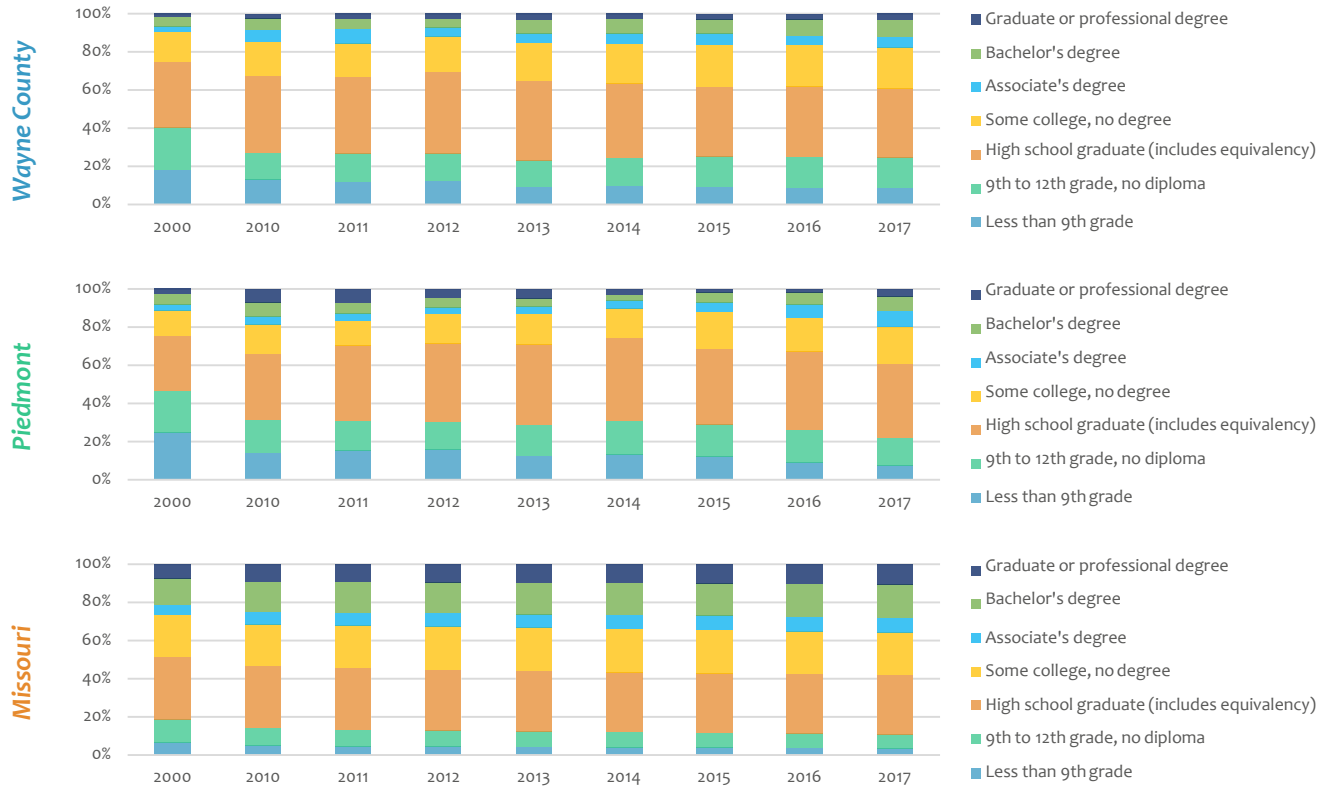 Wayne County
100%
80%
60%
40%
20%
0%
2000 2010 2011 2012 2013 2014 2015 2016 2017
Graduate or professional degree
Bachelor's degree
Associate's degree
Some college, no degree
High school graduate (includes equivalency)
9th to 12th grade, no diploma
Less than 9th grade
Piedmont
100%
80%
60%
40%
20%
0%
2000 2010 2011 2012 2013 2014 2015 2016 2017
Graduate or professional degree
Bachelor's degree
Associate's degree
Some college, no degree
High school graduate (includes equivalency)
9th to 12th grade, no diploma
Less than 9th grade
Missouri
100%
80%
60%
40%
20%
0%
2000 2010 2011 2012 2013 2014 2015 2016 2017
Graduate or professional degree
Bachelor's degree
Associate's degree
Some college, no degree
High school graduate (includes equivalency)
9th to 12th grade, no diploma
Less than 9th grade